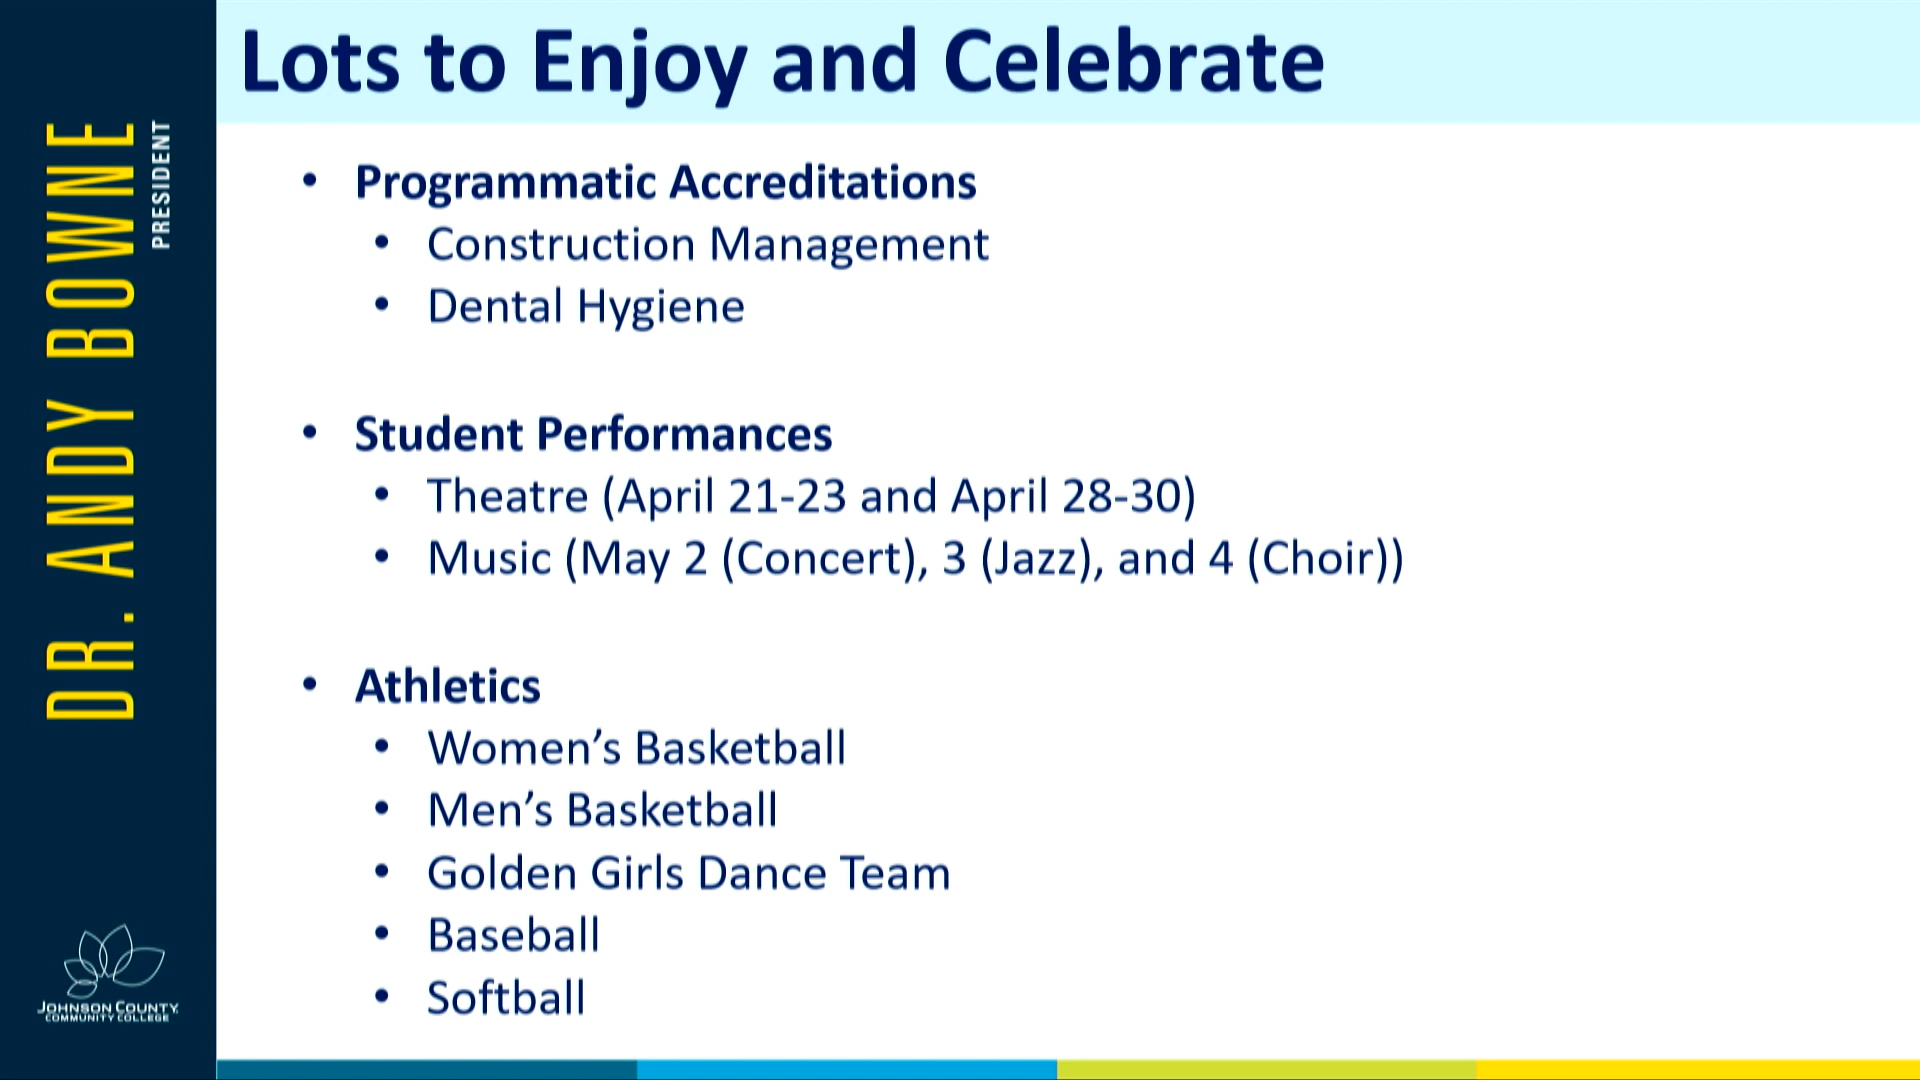 Lots to Enjoy and Celebrate
DR. ANDY BOWNE
PRESIDENT
• Programmatic Accreditations
• Construction Management
• Dental Hygiene
• Student Performances
• Theatre (April 21-23 and April 28-30)
• Music (May 2 (Concert), 3 (Jazz), and 4 (Choir))
• Athletics
• Women’s Basketball
• Men’s Basketball
• Golden Girls Dance Team
• Baseball
• Softball
JOHNSON COUNTY
COMMUNITY COLLEGE